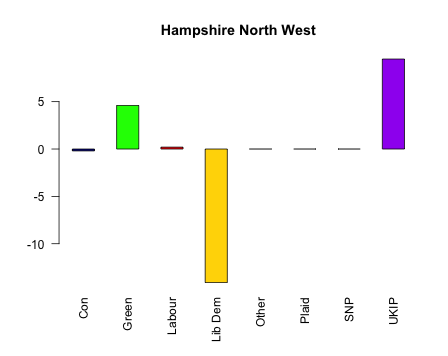 Hampshire North West
5
0
-5
-10
Con
Green
Labour
Lib Dem
Other
Plaid
SNP
UKIP